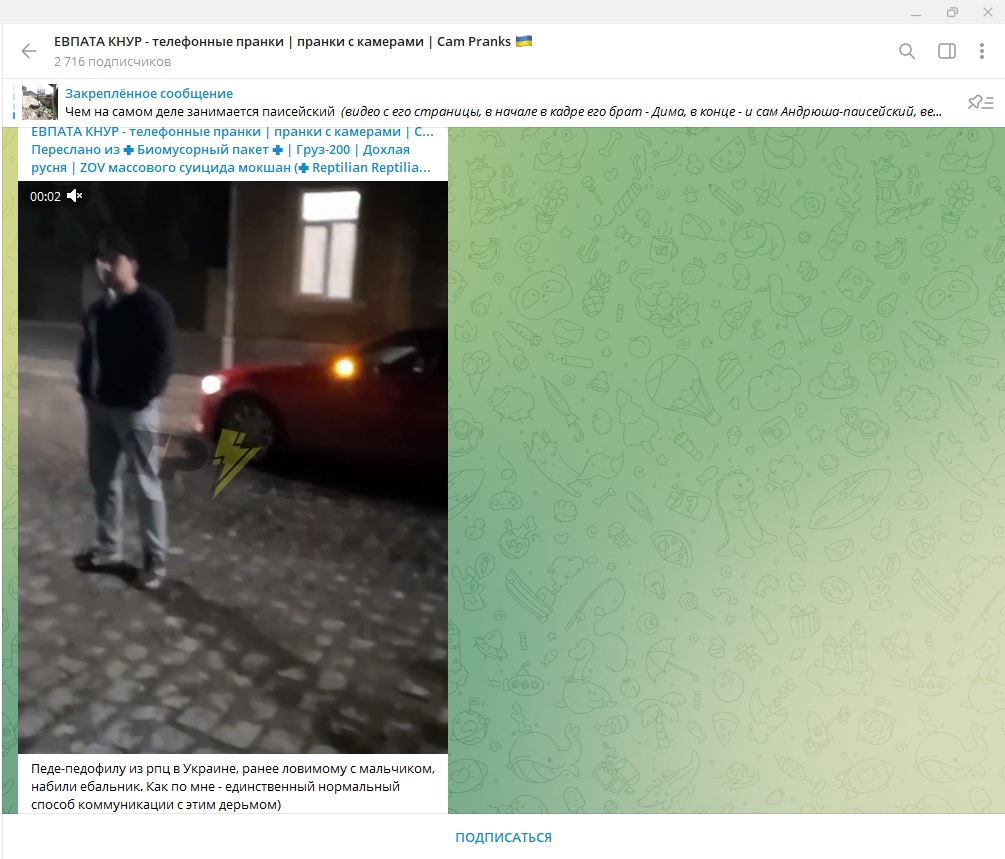 ЕВПАТА КНУР - телефонные пранки | пранки с камерами | Cam Pranks
2 716 подписчиков
Закреплённое сообщение
Чем на самом деле занимается паисейский (видео с его страницы, в начале в кадре его брат - Дима, в конце - и сам Андрюша-паисейский, ве...
ЕВПАТА КНУР - телефонные пранки | пранки с камерами | C...
Переслано из ✚ Биомусорный пакет ✚ | Груз-200 | Дохлая
русня | ZOV массового суицида мокшан (✚ Reptilian Reptilia...
00:02
Педе-педофилу из рпц в Украине, ранее ловимому с мальчиком,
набили ебальник. Как по мне - единственный нормальный
способ коммуникации с этим дерьмом)
ПОДПИСАТЬСЯ